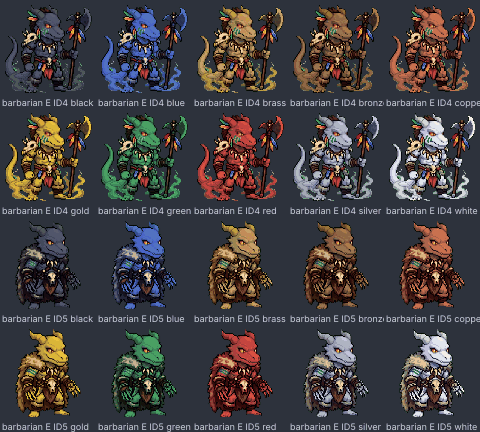 barbarian E ID4 black
barbarian E ID4 blue
barbarian E ID4 brass
barbarian E ID4 bronz
barbarian E ID4 coppe
barbarian E ID4 gold
barbarian E ID4 green
barbarian E ID4 red
barbarian E ID4 silver
barbarian E ID4 white
barbarian E ID5 black
barbarian E ID5 blue
barbarian E ID5 brass
barbarian E ID5 bronz
barbarian E ID5 coppe
barbarian E ID5 gold
barbarian E ID5 green
barbarian E ID5 red
barbarian E ID5 silver
barbarian E ID5 white